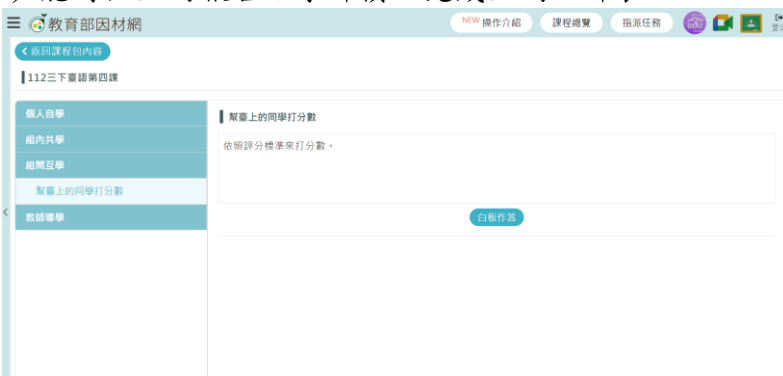 教育部因材網
NEW 操作介紹
課程總覽
指派任務
返回課程包內容
112三下臺語第四課
個人自學
組內共學
組間互學
幫臺上的同學打分數
教師導學
幫臺上的同學打分數
依照評分標準來打分數。
白板作答